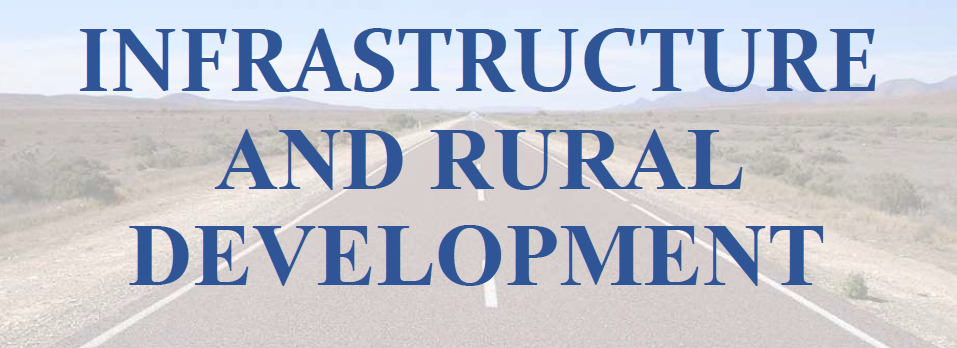 INFRASTRUCTURE
AND RURAL
DEVELOPMENT